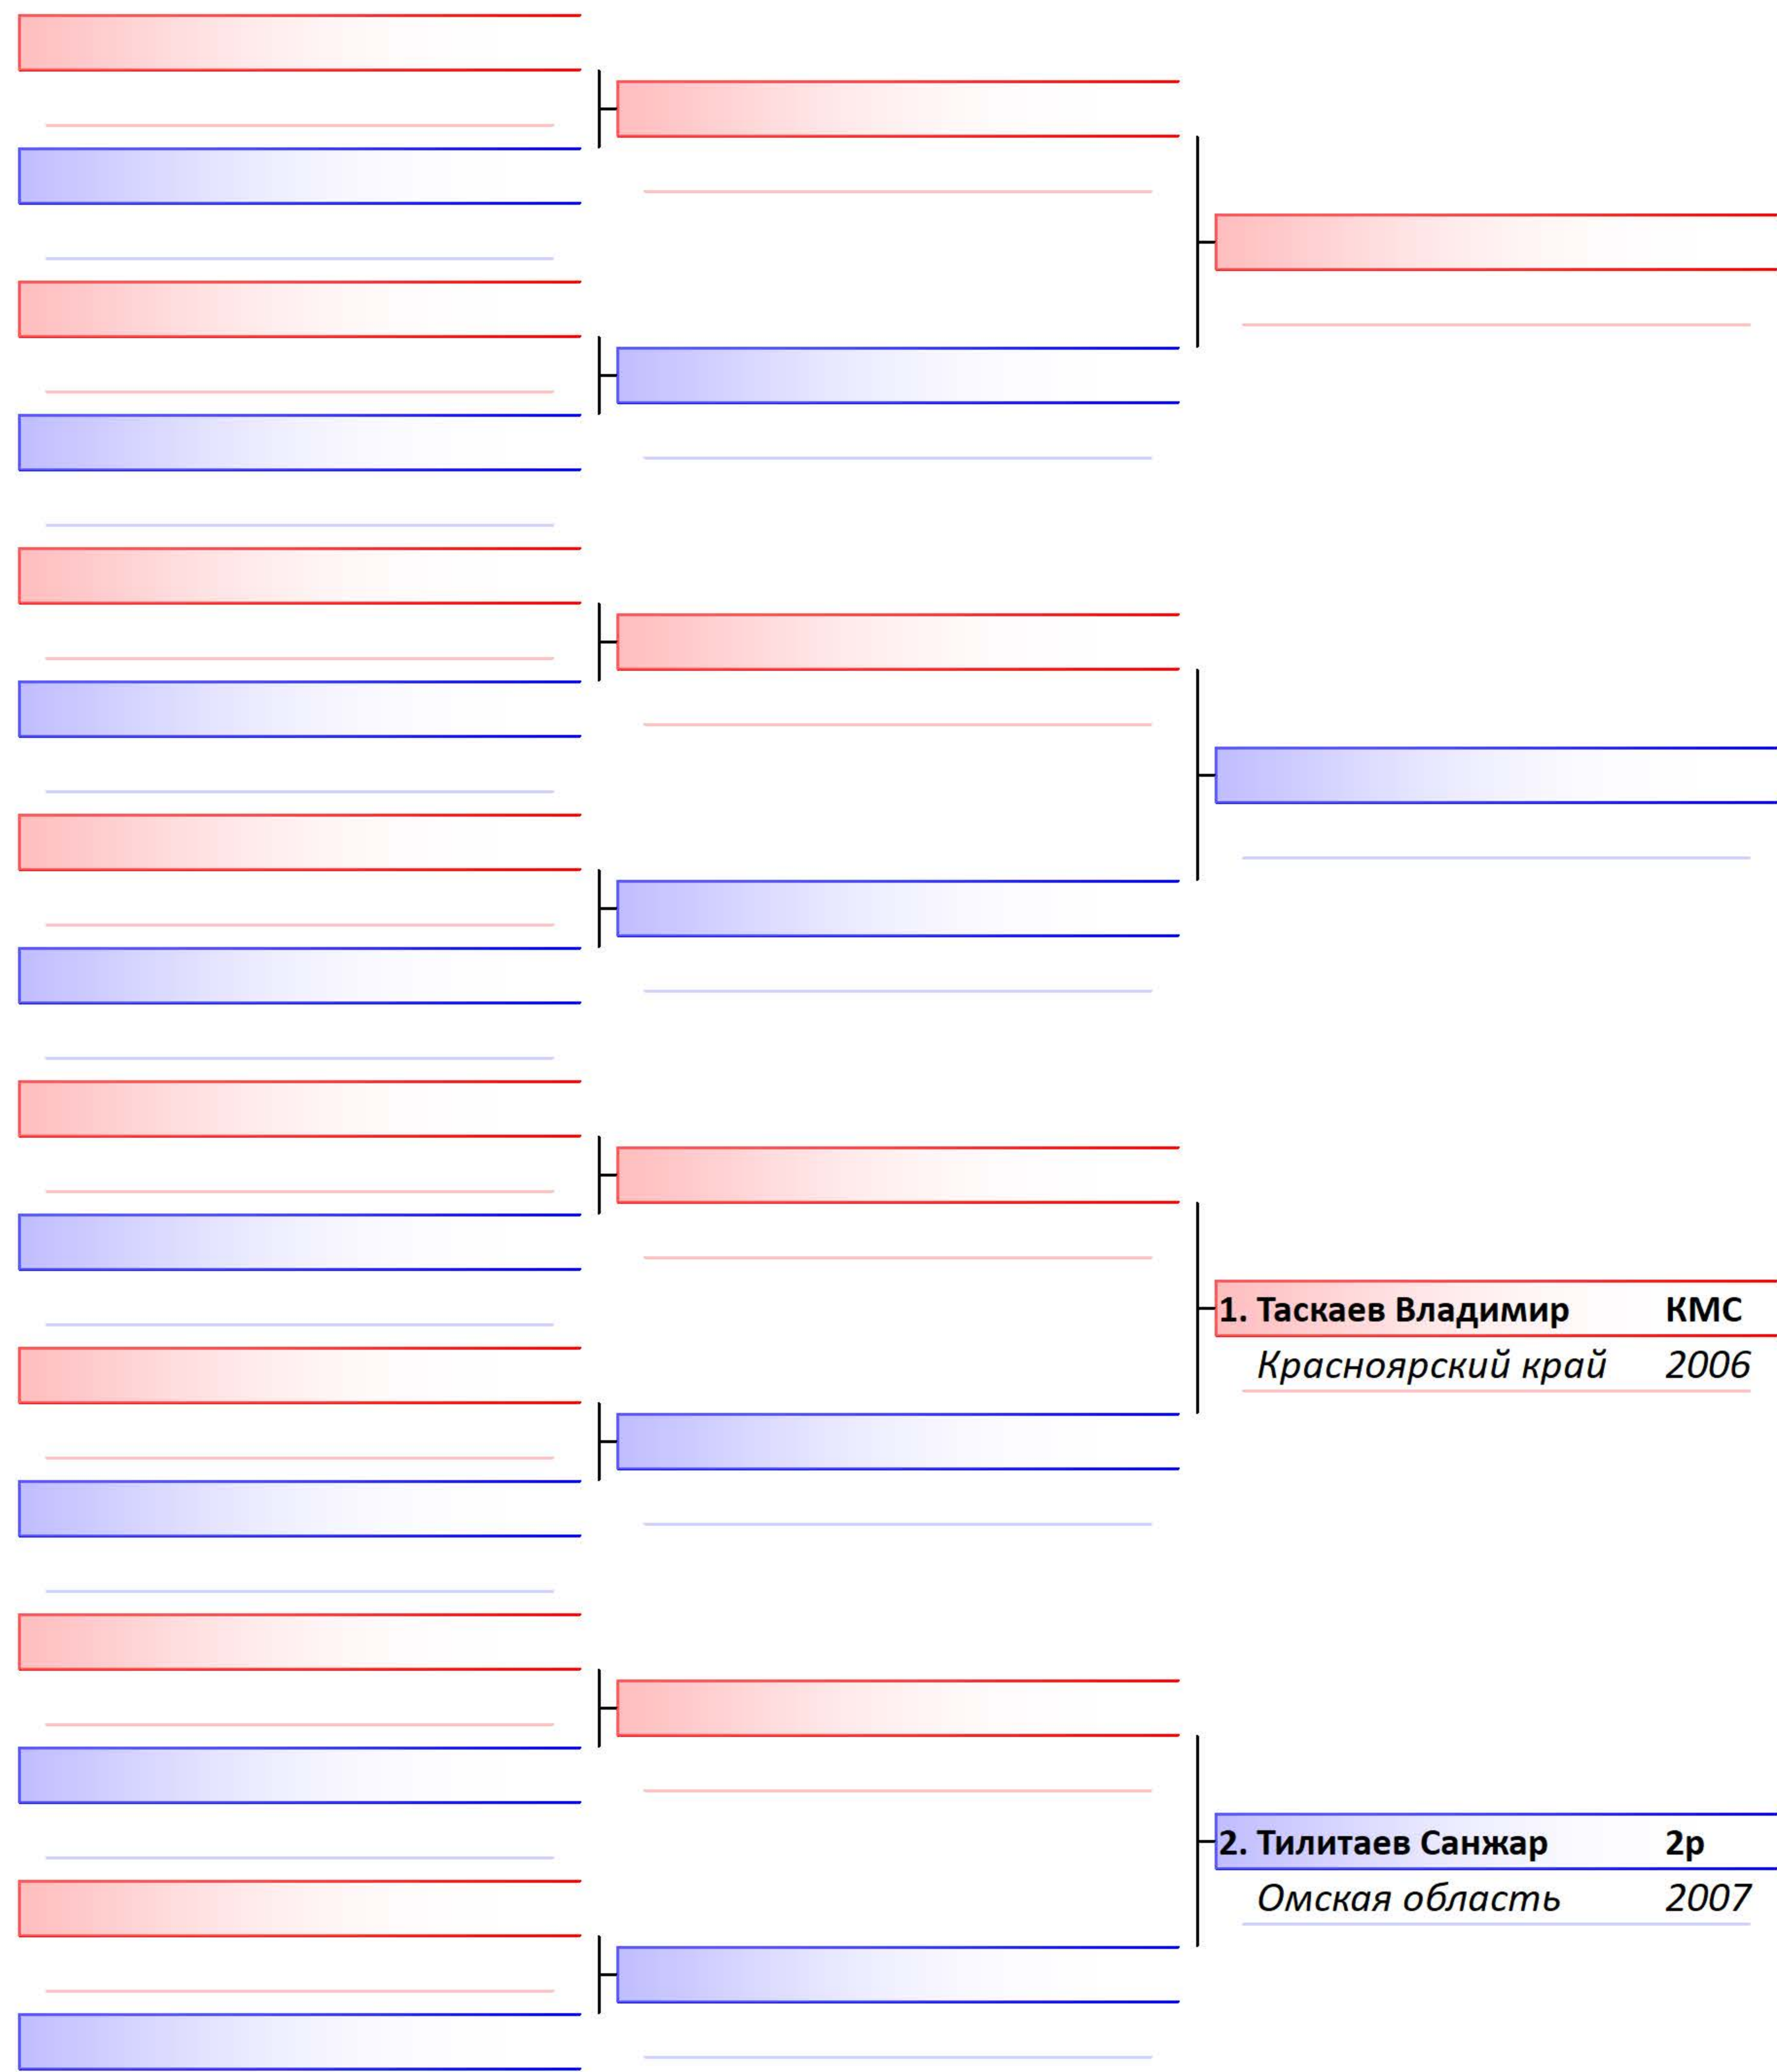 1. Таскаев Владимир КМС
Красноярский край 2006
2. Тилитаев Санжар 2р
Омская область 2007